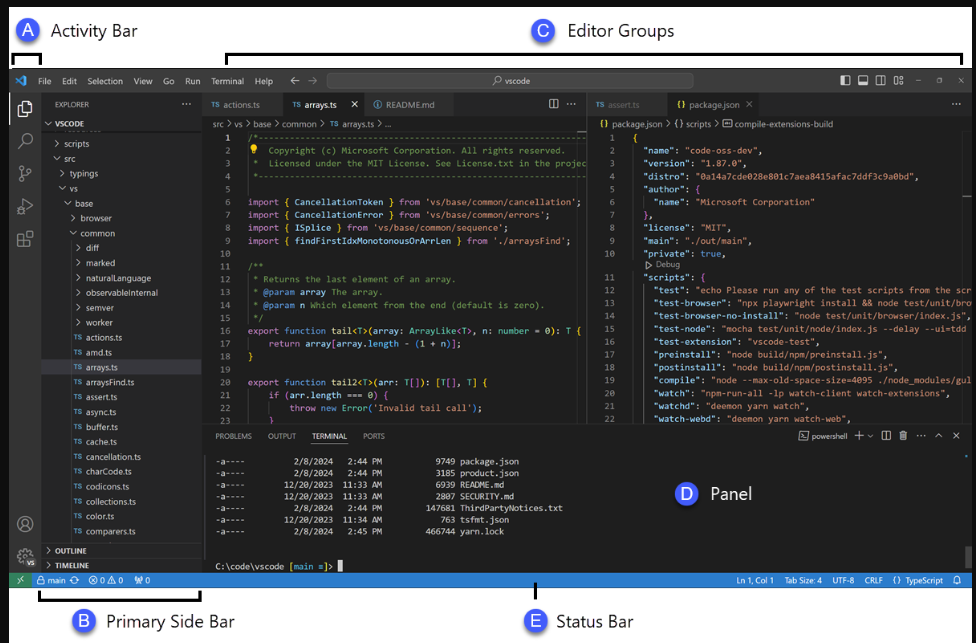 A Activity Bar
C Editor Groups
File Edit Selection View Go Run Terminal Help
vscode
EXPLORER
VSCODE
scripts
src
typings
vs
base
browser
common
diff
marked
naturalLanguage
observableInternal
semver
worker
TS actions.ts
TS amd.ts
TS arrays.ts
TS arraysFind.ts
TS assert.ts
TS async.ts
TS buffer.ts
TS cache.ts
TS cancellation.ts
TS charCode.ts
TS codicons.ts
TS collections.ts
TS color.ts
TS comparers.ts
OUTLINE
TIMELINE
VS
TS actions.ts TS arrays.ts README.md
src > vs > base > common > TS arrays.ts > ...
1 /*---------------------------------------------------------
2 Copyright (c) Microsoft Corporation. All rights reserved.
3 * Licensed under the MIT License. See License.txt in the projec
4 *---------------------------------------------------------
5
6 import { CancellationToken } from 'vs/base/common/cancellation';
7 import { CancellationError } from 'vs/base/common/errors';
8 import { ISplice } from 'vs/base/common/sequence';
9 import { findFirstIdxMonotonousOrArrLen } from './arraysFind';
10
11 /**
12 * Returns the last element of an array.
13 * @param array The array.
14 * @param n Which element from the end (default is zero).
15 */
16 export function tail<T>(array: ArrayLike<T>, n: number = 0): T {
17 return array[array.length - (1 + n)];
18 }
19
20 export function tail2<T>(arr: T[]): [T[], T] {
21 if (arr.length === 0) {
22 throw new Error('Invalid tail call');
23 }
TS assert.ts {} package.json
{} package.json > {} scripts > compile-extensions-build
1 {
2 "name": "code-oss-dev",
3 "version": "1.87.0",
4 "distro": "0a14a7cde028e801c7aea8415afac7ddf3c9a0bd",
5 "author": {
6 "name": "Microsoft Corporation"
7 },
8 "license": "MIT",
9 "main": "./out/main",
10 "private": true,
Debug
11 "scripts": {
12 "test": "echo Please run any of the test scripts from the scr
13 "test-browser": "npx playwright install && node test/unit/bro
14 "test-browser-no-install": "node test/unit/browser/index.js",
15 "test-node": "mocha test/unit/node/index.js --delay --ui=tdd
16 "test-extension": "vscode-test",
17 "preinstall": "node build/npm/preinstall.js",
18 "postinstall": "node build/npm/postinstall.js",
19 "compile": "node --max-old-space-size=4095 ./node_modules/gul
20 "watch": "npm-run-all -lp watch-client watch-extensions",
21 "watchd": "deemon yarn watch",
22 "watch-webd": "deemon yarn watch-web",
PROBLEMS OUTPUT TERMINAL PORTS
powershell
-a---- 2/8/2024 2:44 PM 9749 package.json
-a---- 2/8/2024 2:44 PM 3185 product.json
-a---- 12/20/2023 11:33 AM 6939 README.md
-a---- 12/20/2023 11:33 AM 2807 SECURITY.md
-a---- 2/8/2024 2:44 PM 147681 ThirdPartyNotices.txt
-a---- 12/20/2023 11:34 AM 763 tsfmt.json
-a---- 2/8/2024 2:45 PM 466744 yarn.lock
C:\code\vscode [main ≡]>
D Panel
main 0 0 0
Ln 1, Col 1 Tab Size: 4 UTF-8 CRLF {} TypeScript
B Primary Side Bar
E Status Bar